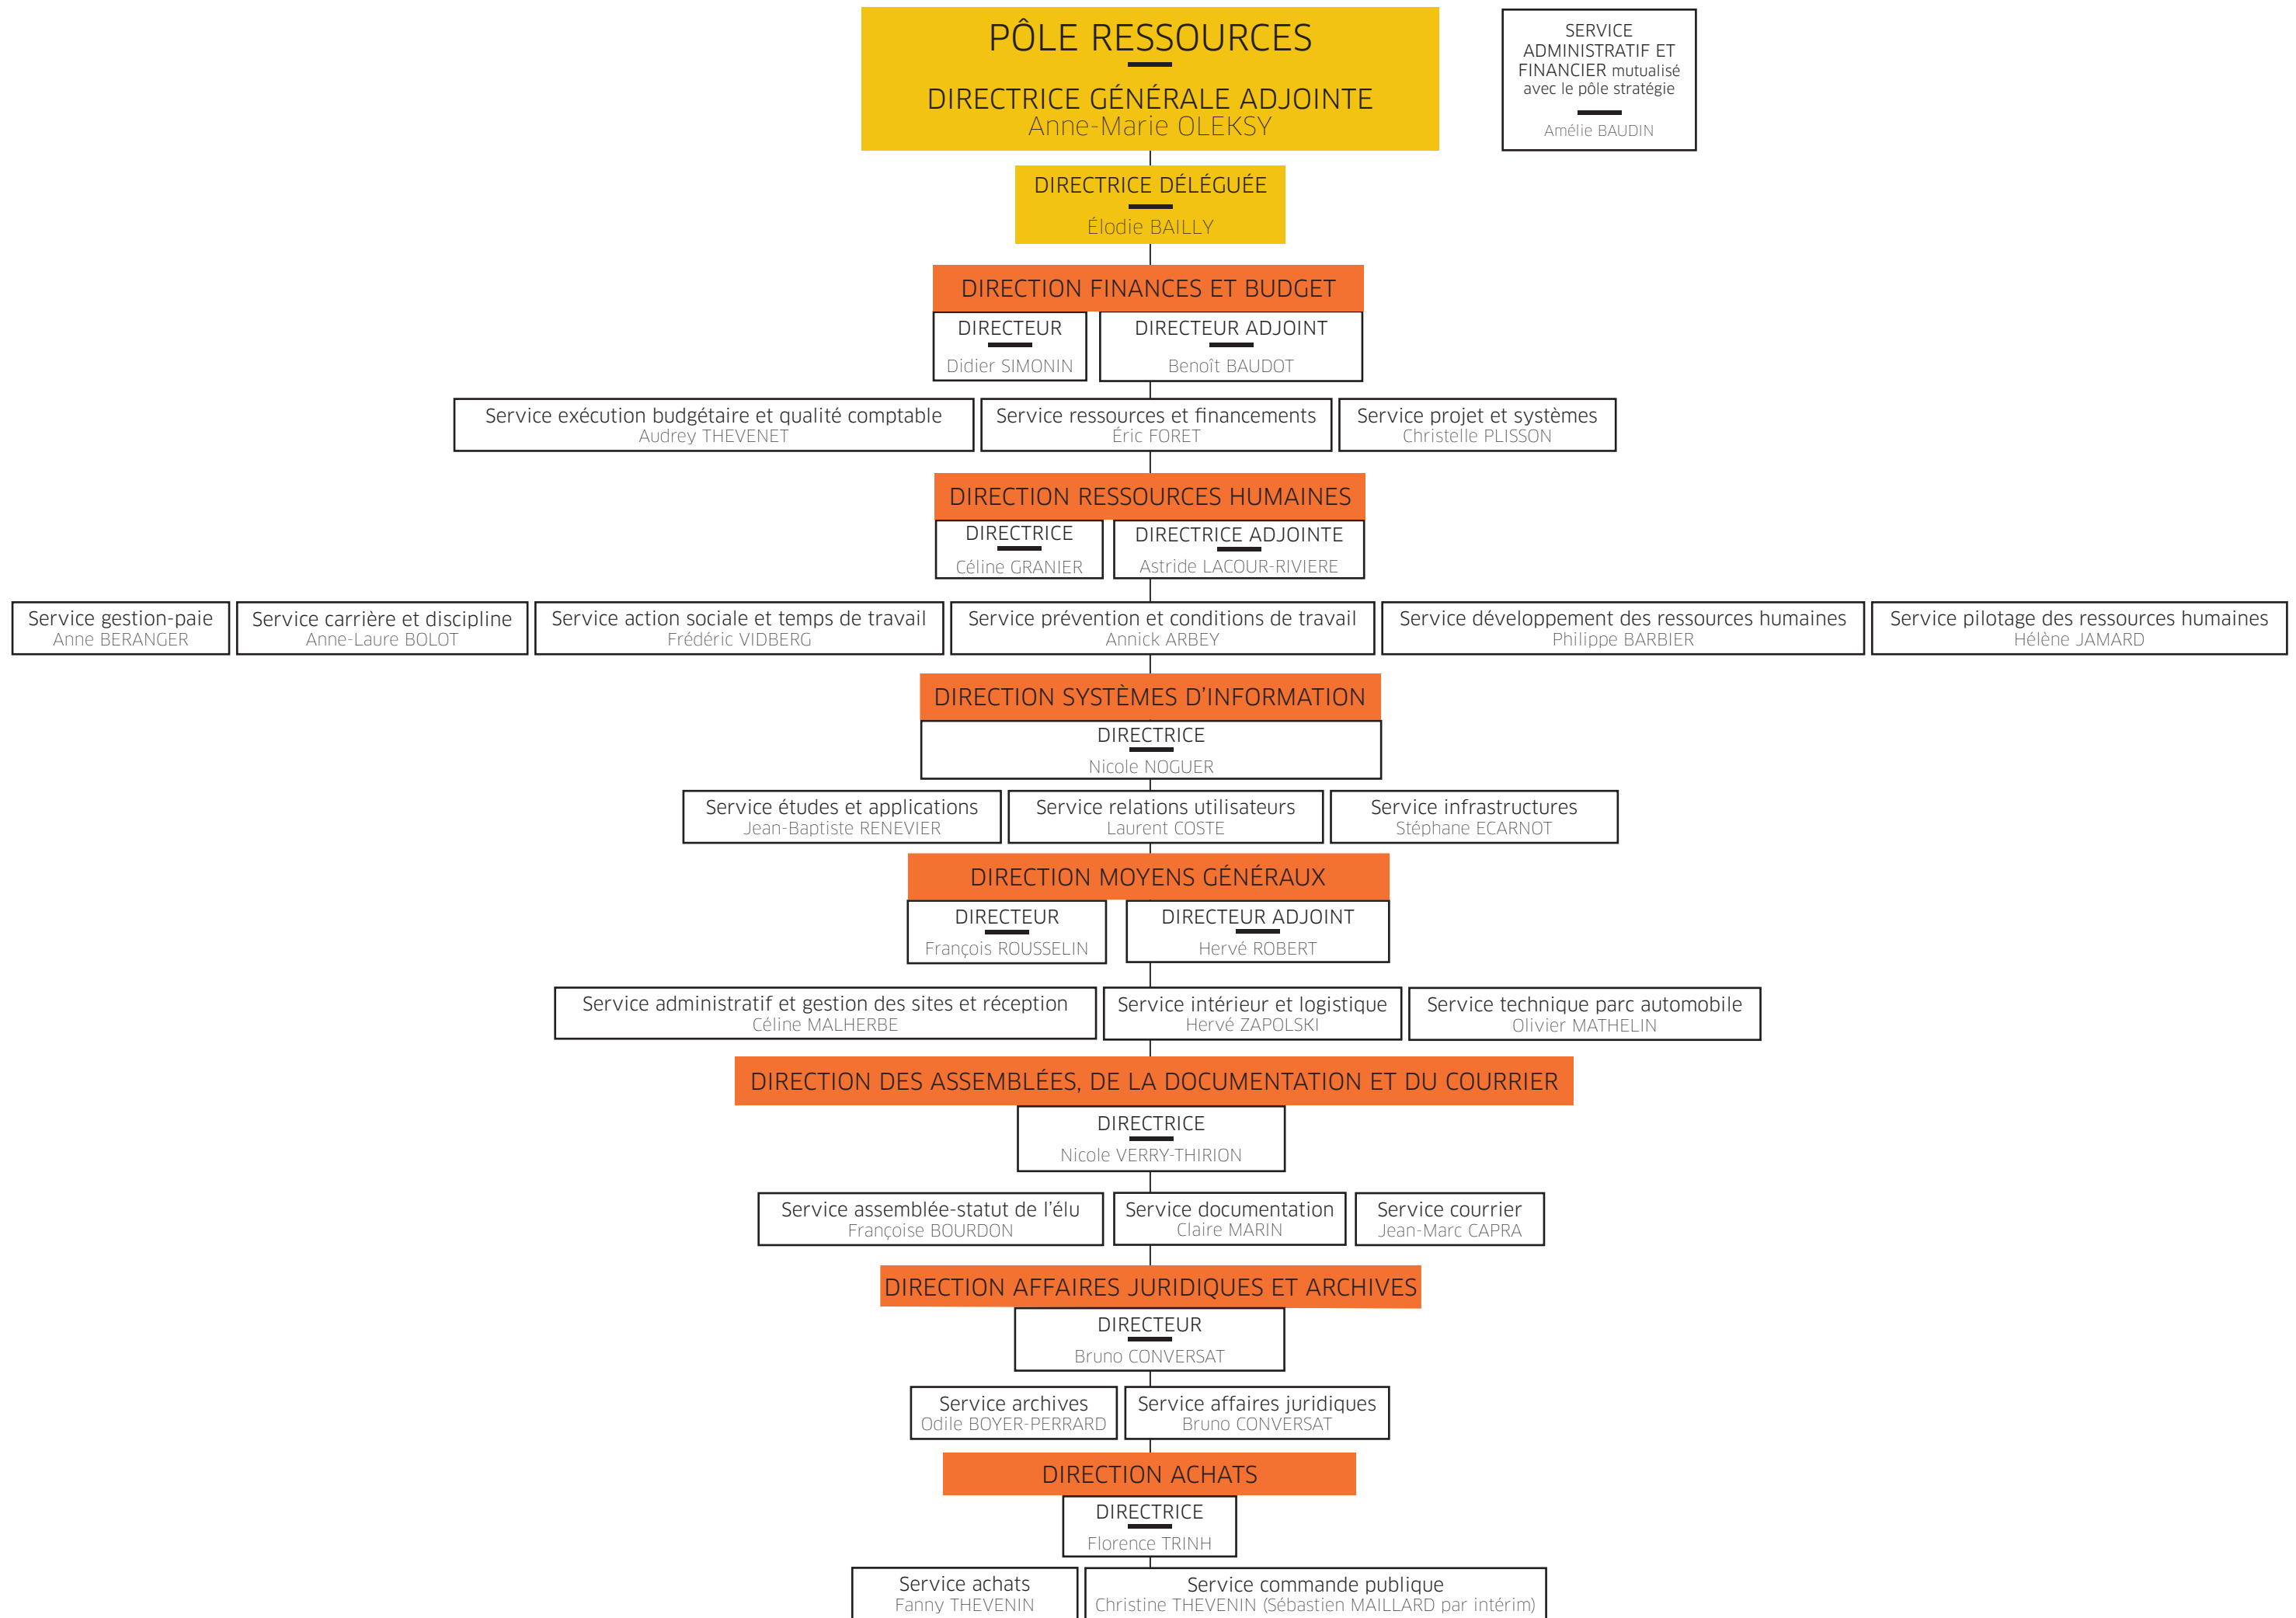 PÔLE RESSOURCES
DIRECTRICE GÉNÉRALE ADJOINTE
Anne-Marie OLEKSY
SERVICE
ADMINISTRATIF ET
FINANCIER mutualisé
avec le pôle stratégie
Amélie BAUDIN
DIRECTRICE DÉLÉGUÉE
Élodie BAILLY
DIRECTION FINANCES ET BUDGET
DIRECTEUR
Didier SIMONIN
DIRECTEUR ADJOINT
Benoît BAUDOT
Service exécution budgétaire et qualité comptable
Audrey THEVENET
Service ressources et financements
Éric FORET
Service projet et systèmes
Christelle PLISSON
DIRECTION RESSOURCES HUMAINES
DIRECTRICE
Céline GRANIER
DIRECTRICE ADJOINTE
Astride LACOUR-RIVIERE
Service gestion-paie
Anne BERANGER
Service carrière et discipline
Anne-Laure BOLOT
Service action sociale et temps de travail
Frédéric VIDBERG
Service prévention et conditions de travail
Annick ARBEY
Service développement des ressources humaines
Philippe BARBIER
Service pilotage des ressources humaines
Hélène JAMARD
DIRECTION SYSTÈMES D'INFORMATION
DIRECTRICE
Nicole NOGUER
Service études et applications
Jean-Baptiste RENEVIER
Service relations utilisateurs
Laurent COSTE
Service infrastructures
Stéphane ECARNOT
DIRECTION MOYENS GÉNÉRAUX
DIRECTEUR
François ROUSSELIN
DIRECTEUR ADJOINT
Hervé ROBERT
Service administratif et gestion des sites et réception
Céline MALHERBE
Service intérieur et logistique
Hervé ZAPOLSKI
Service technique parc automobile
Olivier MATHELIN
DIRECTION DES ASSEMBLÉES, DE LA DOCUMENTATION ET DU COURRIER
DIRECTRICE
Nicole VERRY-THIRION
Service assemblée-statut de l'élu
Françoise BOURDON
Service documentation
Claire MARIN
Service courrier
Jean-Marc CAPRA
DIRECTION AFFAIRES JURIDIQUES ET ARCHIVES
DIRECTEUR
Bruno CONVERSAT
Service archives
Odile BOYER-PERRARD
Service affaires juridiques
Bruno CONVERSAT
DIRECTION ACHATS
DIRECTRICE
Florence TRINH
Service achats
Fanny THEVENIN
Service commande publique
Christine THEVENIN (Sébastien MAILLARD par intérim)